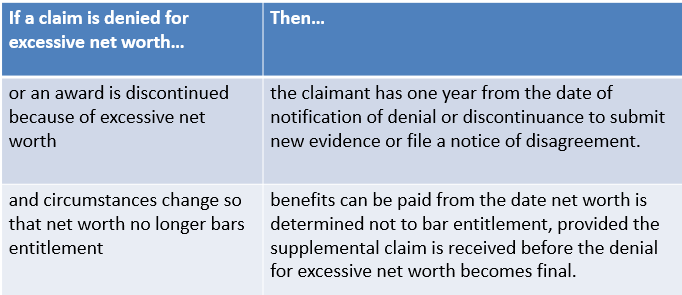 If a claim is denied for
excessive net worth…
Then…
or an award is discontinued
because of excessive net
worth
the claimant has one year from the date of
notification of denial or discontinuance to submit
new evidence or file a notice of disagreement.
and circumstances change so
that net worth no longer bars
entitlement
benefits can be paid from the date net worth is
determined not to bar entitlement, provided the
supplemental claim is received before the denial
for excessive net worth becomes final.